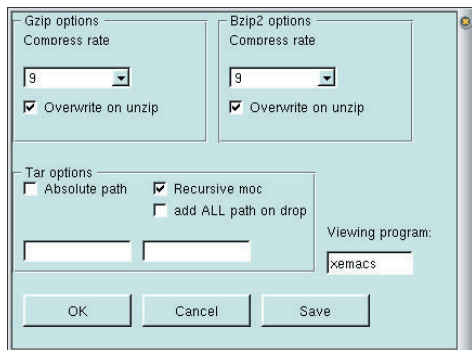 Gzip options
Compress rate
9
Overwrite on unzip
Bzip2 options
Compress rate
9
Overwrite on unzip
Tar options
Absolute path
Recursive moc
add ALL path on drop
Viewing program:
xemacs
OK
Cancel
Save